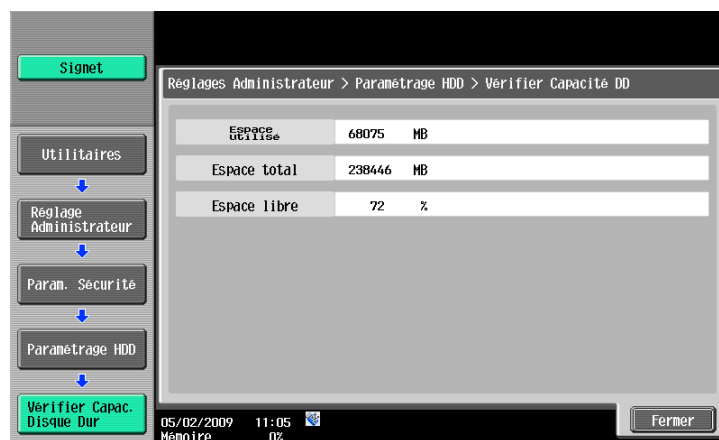 Signet
Réglages Administrateur > Paramétrage HDD > Vérifier Capacité DD
Espace
utilisé
68075 MB
Utilitaires
Espace total 238446 MB
Espace libre 72 %
Réglage
Administrateur
Param. Sécurité
Paramétrage HDD
Vérifier Capac.
Disque Dur
05/02/2009 11:05
Mémoire 0%
Fermer